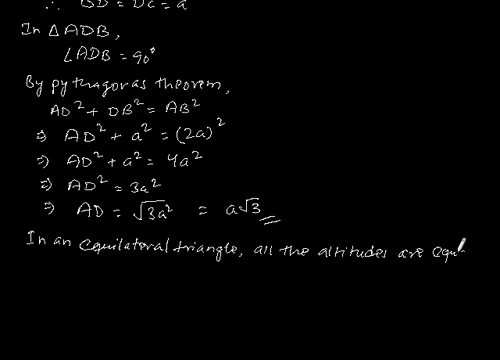 ∴ BD = DC = a
In △ADB,
∠ADB = 90°
By pythagoras theorem,
AD² + DB² = AB²
⇒ AD² + a² = (2a)²
⇒ AD² + a² = 4a²
⇒ AD² = 3a²
⇒ AD = √3a² = a√3
In an equilateral triangle, all the altitudes are equ